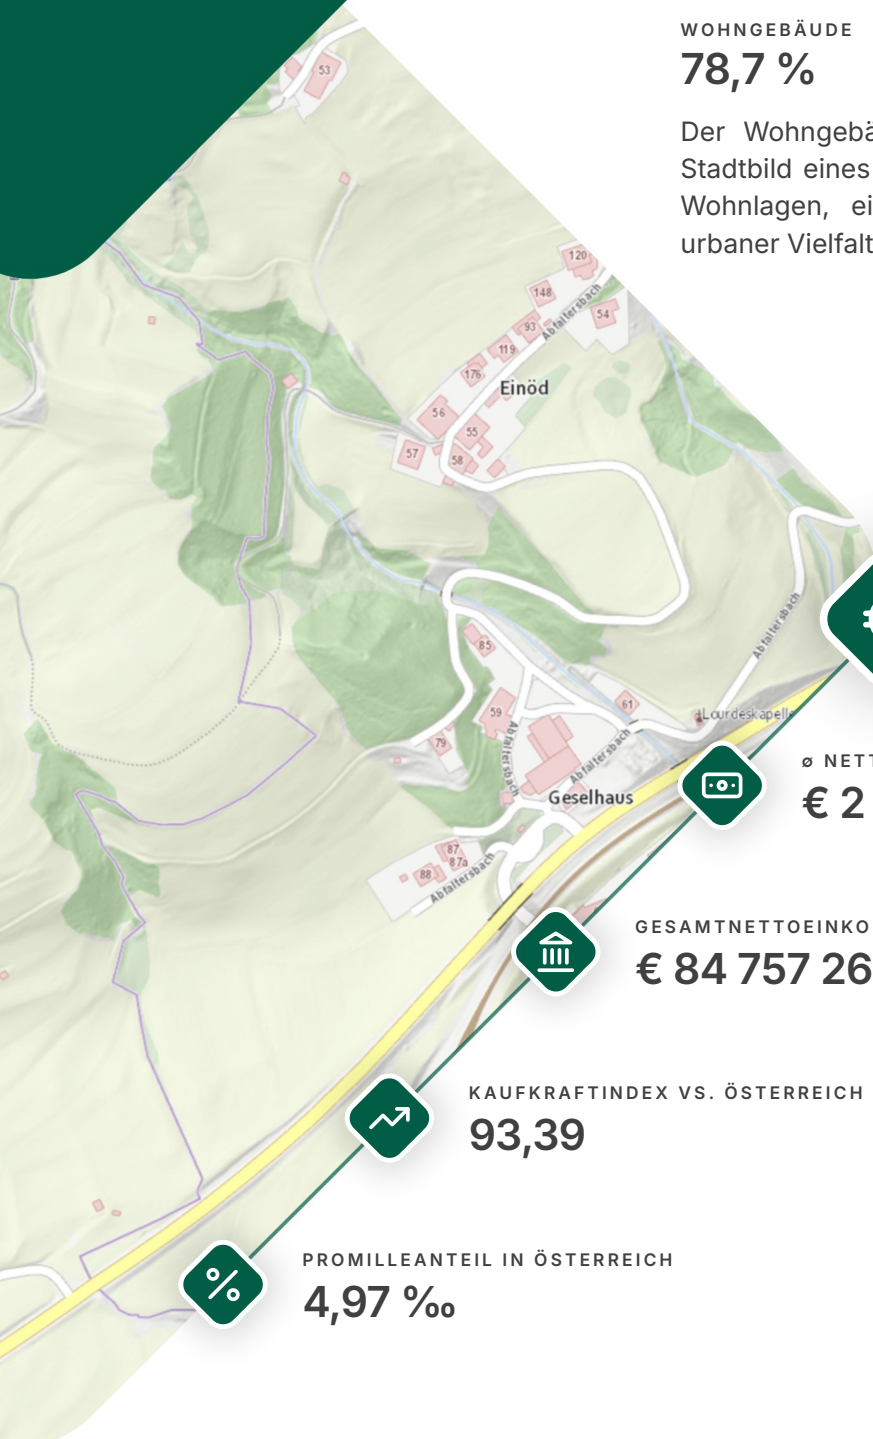 WOHNGEBÄUDE
78,7 %
Der Wohngebä
Stadtbild eines
Wohnlagen, ei
urbaner Vielfalt
53
120
148
54
93
Abfaltersbach
119
176
Einöd
56
55
57
58
Abfaltersbach
85
61
59
Lourdeskapelle
79
Abfaltersbach
Abfaltersbach
Geselhaus
87
87a
88
Abfaltersbach
ø NETT
€ 2
GESAMTNETTOEINKO
€ 84 757 26
KAUFKRAFTINDEX VS. ÖSTERREICH
93,39
PROMILLEANTEIL IN ÖSTERREICH
4,97 ‰